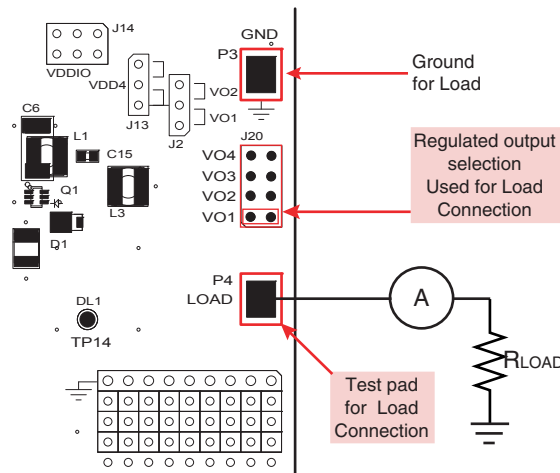 J14
VDDIO
GND
P3
Ground
for Load
VDD4
VO2
VO1
J13
J2
C6
L1
C15
Q1
L3
D1
J20
VO4
VO3
VO2
VO1
Regulated output
selection
Used for Load
Connection
P4
LOAD
A
RLOAD
DL1
TP14
Test pad
for Load
Connection